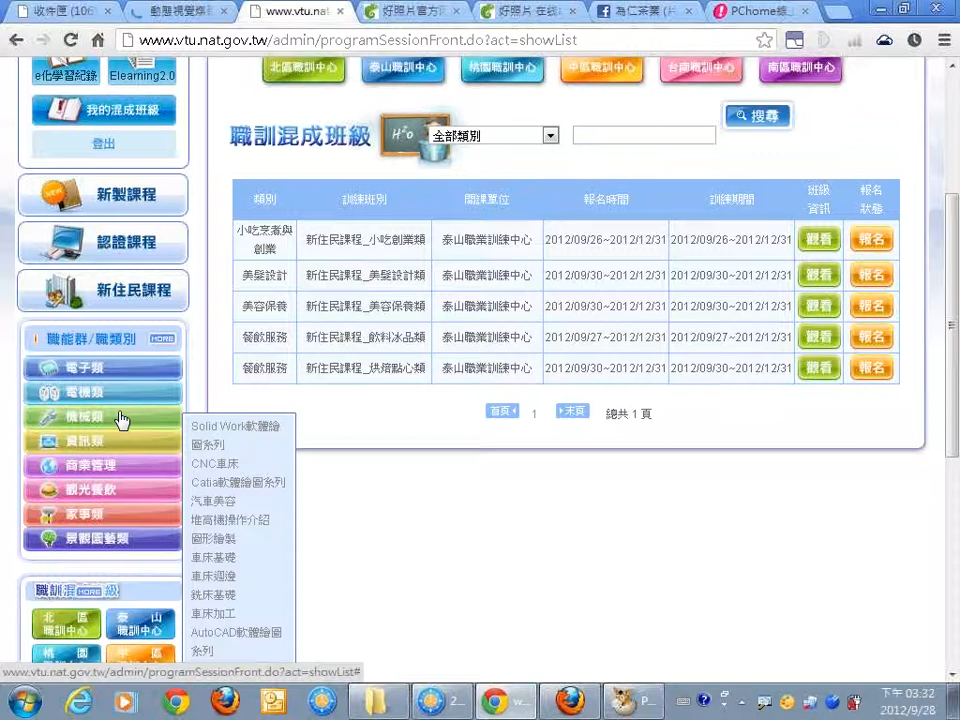 收件匣 (106
動態視覺爆
www.vtu.nat
好照片官方
好照片 在線
為仁茶業 (
PChome線上
www.vtu.nat.gov.tw/admin/programSessionFront.do?act=showList
e化學習紀錄
Elearning2.0
我的混成班級
登出
新製課程
認證課程
新住民課程
職能群/職類別 MORE
電子類
電機類
機械類
資訊類
商業管理
觀光餐飲
家事類
景觀園藝類
Solid Work軟體繪
圖系列
CNC車床
Catia軟體繪圖系列
汽車美容
堆高機操作介紹
圖形繪製
車床基礎
銑床基礎
車床加工
AutoCAD軟體繪圖
系列
職訓混 MORE 級
北 區
職訓中心
泰 山
職訓中心
桃 園
中 區
北區職訓中心
泰山職訓中心
桃園職訓中心
中區職訓中心
台南職訓中心
南區職訓中心
職訓混成班級
H²O
全部類別
搜尋
類別 訓練班別 開課單位 報名時間 訓練期間 班級資訊 報名狀態
小吃烹煮與創業 新住民課程_小吃創業類 泰山職業訓練中心 2012/09/26~2012/12/31 2012/09/26~2012/12/31 觀看 報名
美髮設計 新住民課程_美髮設計類 泰山職業訓練中心 2012/09/30~2012/12/31 2012/09/30~2012/12/31 觀看 報名
美容保養 新住民課程_美容保養類 泰山職業訓練中心 2012/09/30~2012/12/31 2012/09/30~2012/12/31 觀看 報名
餐飲服務 新住民課程_飲料冰品類 泰山職業訓練中心 2012/09/27~2012/12/31 2012/09/27~2012/12/31 觀看 報名
餐飲服務 新住民課程_烘焙點心類 泰山職業訓練中心 2012/09/30~2012/12/31 2012/09/30~2012/12/31 觀看 報名
首頁 1 末頁 總共 1 頁
www.vtu.nat.gov.tw/admin/programSessionFront.do?act=showList#
2...
w...
P...
下午 03:32
2012/9/28